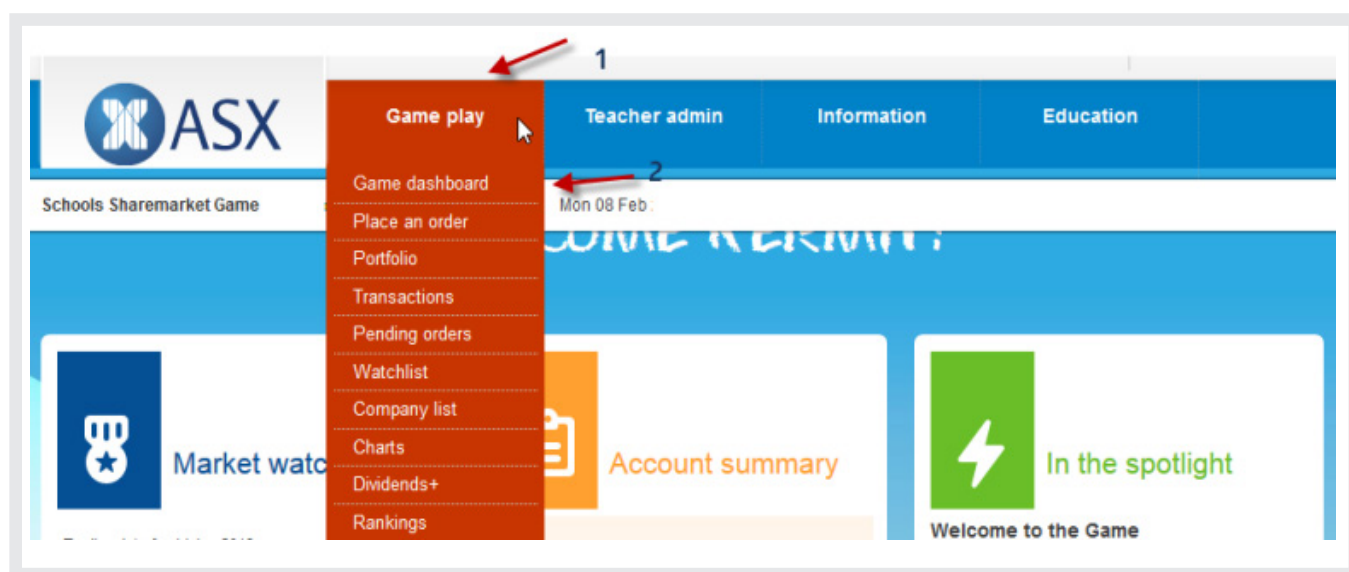 1
ASX
Game play
Teacher admin
Information
Education
2
Game dashboard
Schools Sharemarket Game
Mon 08 Feb
Place an order
Portfolio
Transactions
Pending orders
Watchlist
Company list
Charts
Dividends+
Rankings
Market watc
Account summary
In the spotlight
Welcome to the Game